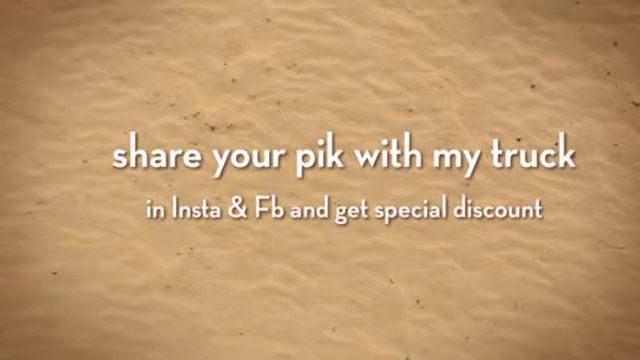 share your pik with my truck
in Insta & Fb and get special discount